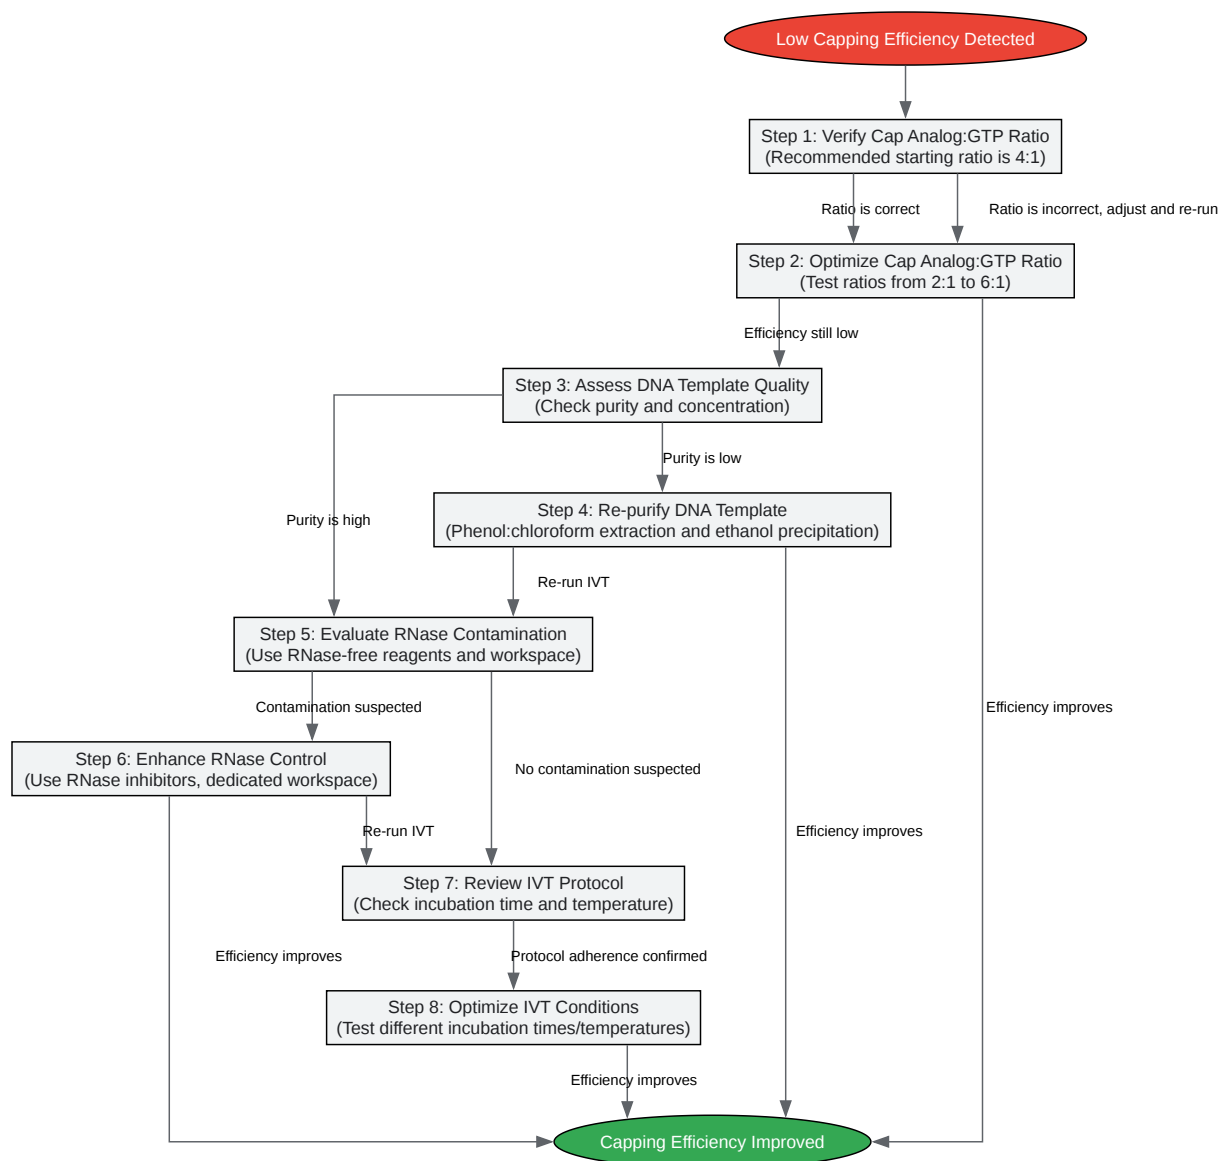 Low Capping Efficiency Detected
Step 1: Verify Cap Analog:GTP Ratio
(Recommended starting ratio is 4:1)
Ratio is correct
Ratio is incorrect, adjust and re-run
Step 2: Optimize Cap Analog:GTP Ratio
(Test ratios from 2:1 to 6:1)
Efficiency still low
Step 3: Assess DNA Template Quality
(Check purity and concentration)
Purity is low
Step 4: Re-purify DNA Template
(Phenol:chloroform extraction and ethanol precipitation)
Purity is high
Re-run IVT
Step 5: Evaluate RNase Contamination
(Use RNase-free reagents and workspace)
Contamination suspected
Efficiency improves
Step 6: Enhance RNase Control
(Use RNase inhibitors, dedicated workspace)
No contamination suspected
Re-run IVT
Efficiency improves
Step 7: Review IVT Protocol
(Check incubation time and temperature)
Efficiency improves
Protocol adherence confirmed
Step 8: Optimize IVT Conditions
(Test different incubation times/temperatures)
Efficiency improves
Capping Efficiency Improved